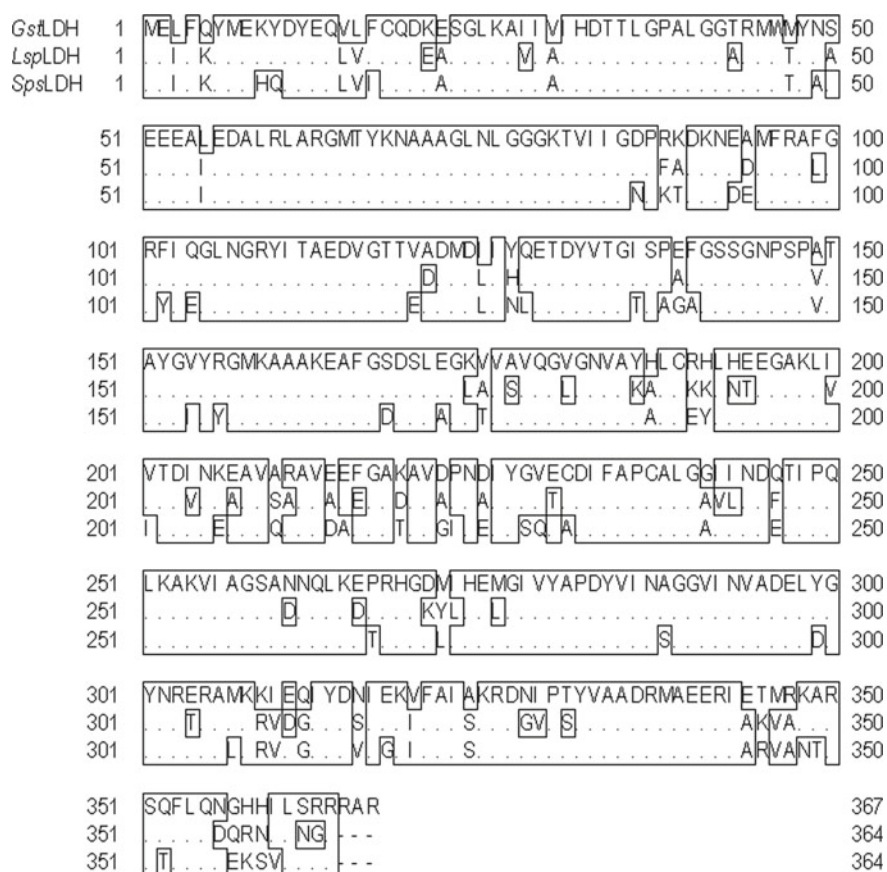 GstLDH 1 MELFQYMEKYDYEQVLFCQDKESGLKAIIVIHDTTLGPALGGTRMWMYNS 50
LspLDH 1 ..I.K.........LV....EA.....V.A............A...T..A 50
SpsLDH 1 ..I.K...HQ....LVI....A.......A................T.A. 50
51 EEEALEDALRLARGMTYKNAAAGLNLGGGKTVIIGDPRKDKNEAMFRAFG 100
51 ....I................................FA....D....L. 100
51 ....I..............................N.KT...DE...... 100
101 RFIQGLNGRYITAEDVGTTVADMDLIYQETDYVTGISPEFGSSGNPSPAT 150
101 ....................D...L.H...........A.........V. 150
101 .Y.E...............E....L.NL.......T.AGA........V. 150
151 AYGVYRGMKAAAKEAFGSDSLEGKVVAVQGVGNVAYHLCRHLHEEGAKLI 200
151 .......................LA.S...L....KA..KK.NT.....V 200
151 ...I.Y...........D...A..T...........A..EY......... 200
201 VTDINKEAVARAVEEFGAKAVDPNDIYGVECDIFAPCALGGIINDQTIPQ 250
201 ...V..A..SA..A.E..D..A..A....T..........AVL..F.... 250
201 I....E...Q...DA...T..GI.E..SQ.A.........A....E.... 250
251 LKAKVIAGSANNQLKEPRHGDMIHEMGIVYAPDYVINAGGVINVADELYG 300
251 ..........D....D....KYL..L........................ 300
251 ................T....L...............S..........D. 300
301 YNRERAMKKIEQIYDNIEKVFAIAKRDNIPTYVAADRMAEERIETMRKAR 350
301 ...T....RVDG...S...I...S...GV.S............AKVA... 350
301 ......L.RV.G...V.G.I...S...................ARVANT. 350
351 SQFLQNGHHILSRRRAR 367
351 .....DQRN..NG.--- 364
351 .T....EKSV....--- 364